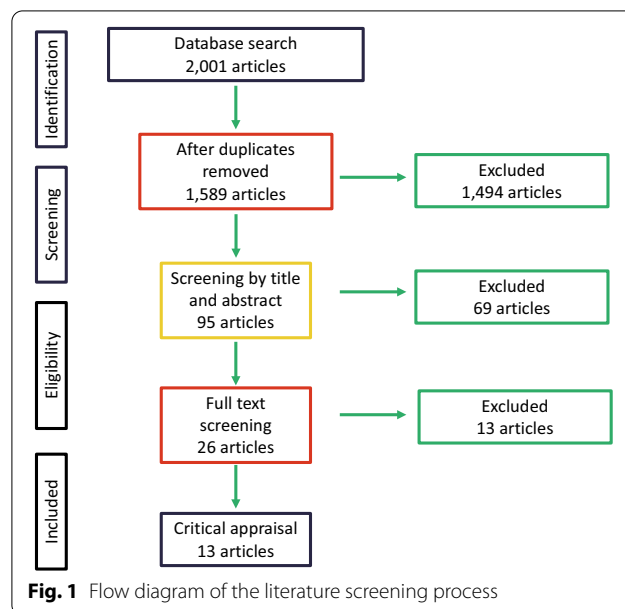 Identification
Database search
2,001 articles
After duplicates
removed
1,589 articles
Excluded
1,494 articles
Screening
Screening by title
and abstract
95 articles
Excluded
69 articles
Eligibility
Full text
screening
26 articles
Excluded
13 articles
Included
Critical appraisal
13 articles
Fig. 1 Flow diagram of the literature screening process